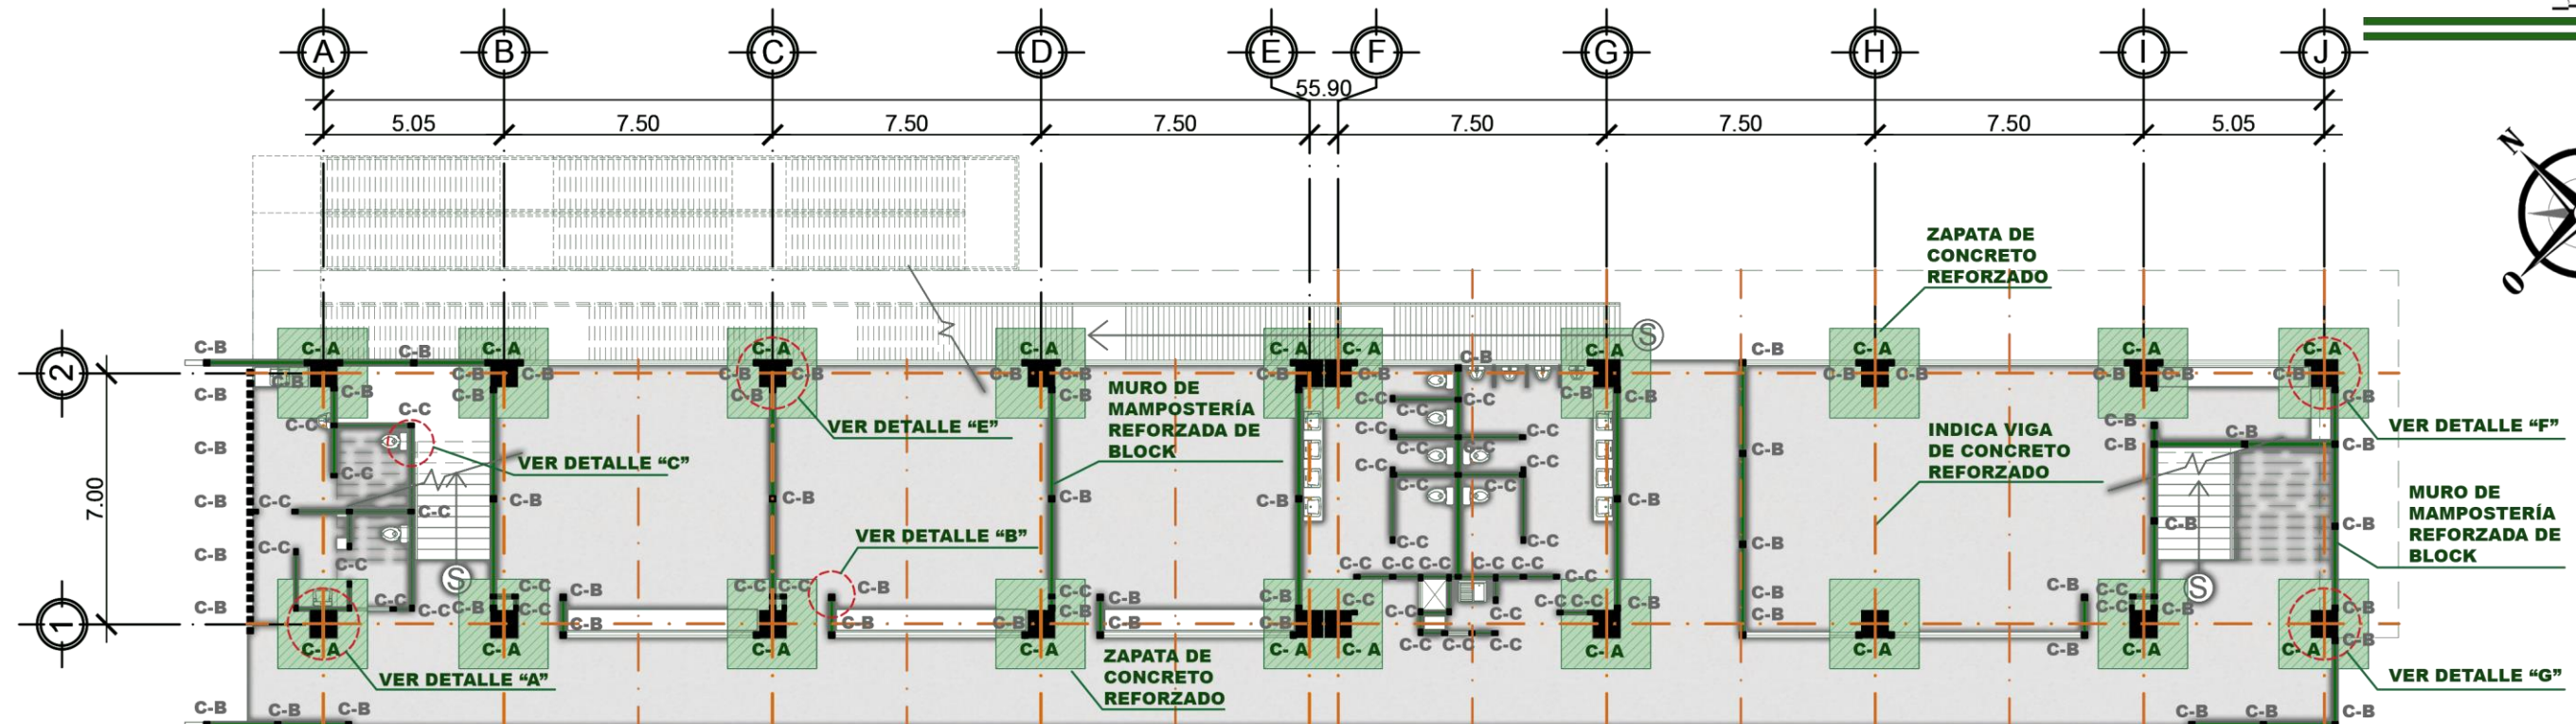 A B C D E F G H I J
55.90
5.05 7.50 7.50 7.50 7.50 7.50 7.50 5.05
N
O
ZAPATA DE
CONCRETO
REFORZADO
S
2
C-B C- A C-B C- A C- A C- A C- A C- A C-B C- A C-B C- A C- A C- A
C-B C-B C-B C-B C-B C-B C-B C-B C-B C-B C-B C-B C-B C-B C-B
C-B C-B C-B C-B C-B C-B C-B C-B
MURO DE
MAMPOSTERÍA
REFORZADA DE
BLOCK
C-C C-C C-C C-C C-C
VER DETALLE “E”
INDICA VIGA
DE CONCRETO
REFORZADO
VER DETALLE “F”
C-B C-C C-C C-C C-B C-B C-B C-B C-B
VER DETALLE “C”
C-C C-C C-C C-C C-C
7.00
C-B C-C C-C C-B C-B C-B C-B C-B C-B C-B
MURO DE
MAMPOSTERÍA
REFORZADA DE
BLOCK
VER DETALLE “B”
C-B C-C C-C C-C C-B
C-C C-C C-C C-C C-C C-C C-C
S
S
C-C C-C C-C C-B C-B C-C C-B C-C C-B
C-B C-C C-C C-B C-C C-B C-B C-C C-C C-C C-B C-B C-C C-B
1
C-B C-B C-B C-B C-C C-B C-B
C- A C- A C- A C- A C- A C- A C-C C-C C-C C- A C- A C-B C- A C- A
VER DETALLE “A”
ZAPATA DE
CONCRETO
REFORZADO
VER DETALLE “G”
C-B C-B C-B C-B C-B C-B